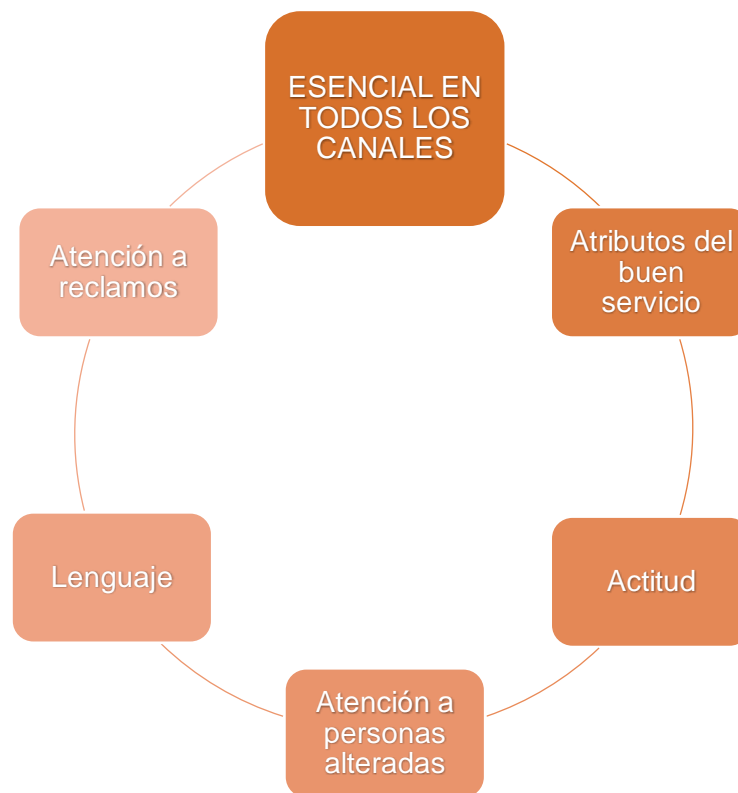 ESENCIAL EN
TODOS LOS
CANALES
Atributos del
buen
servicio
Actitud
Atención a
personas
alteradas
Lenguaje
Atención a
reclamos